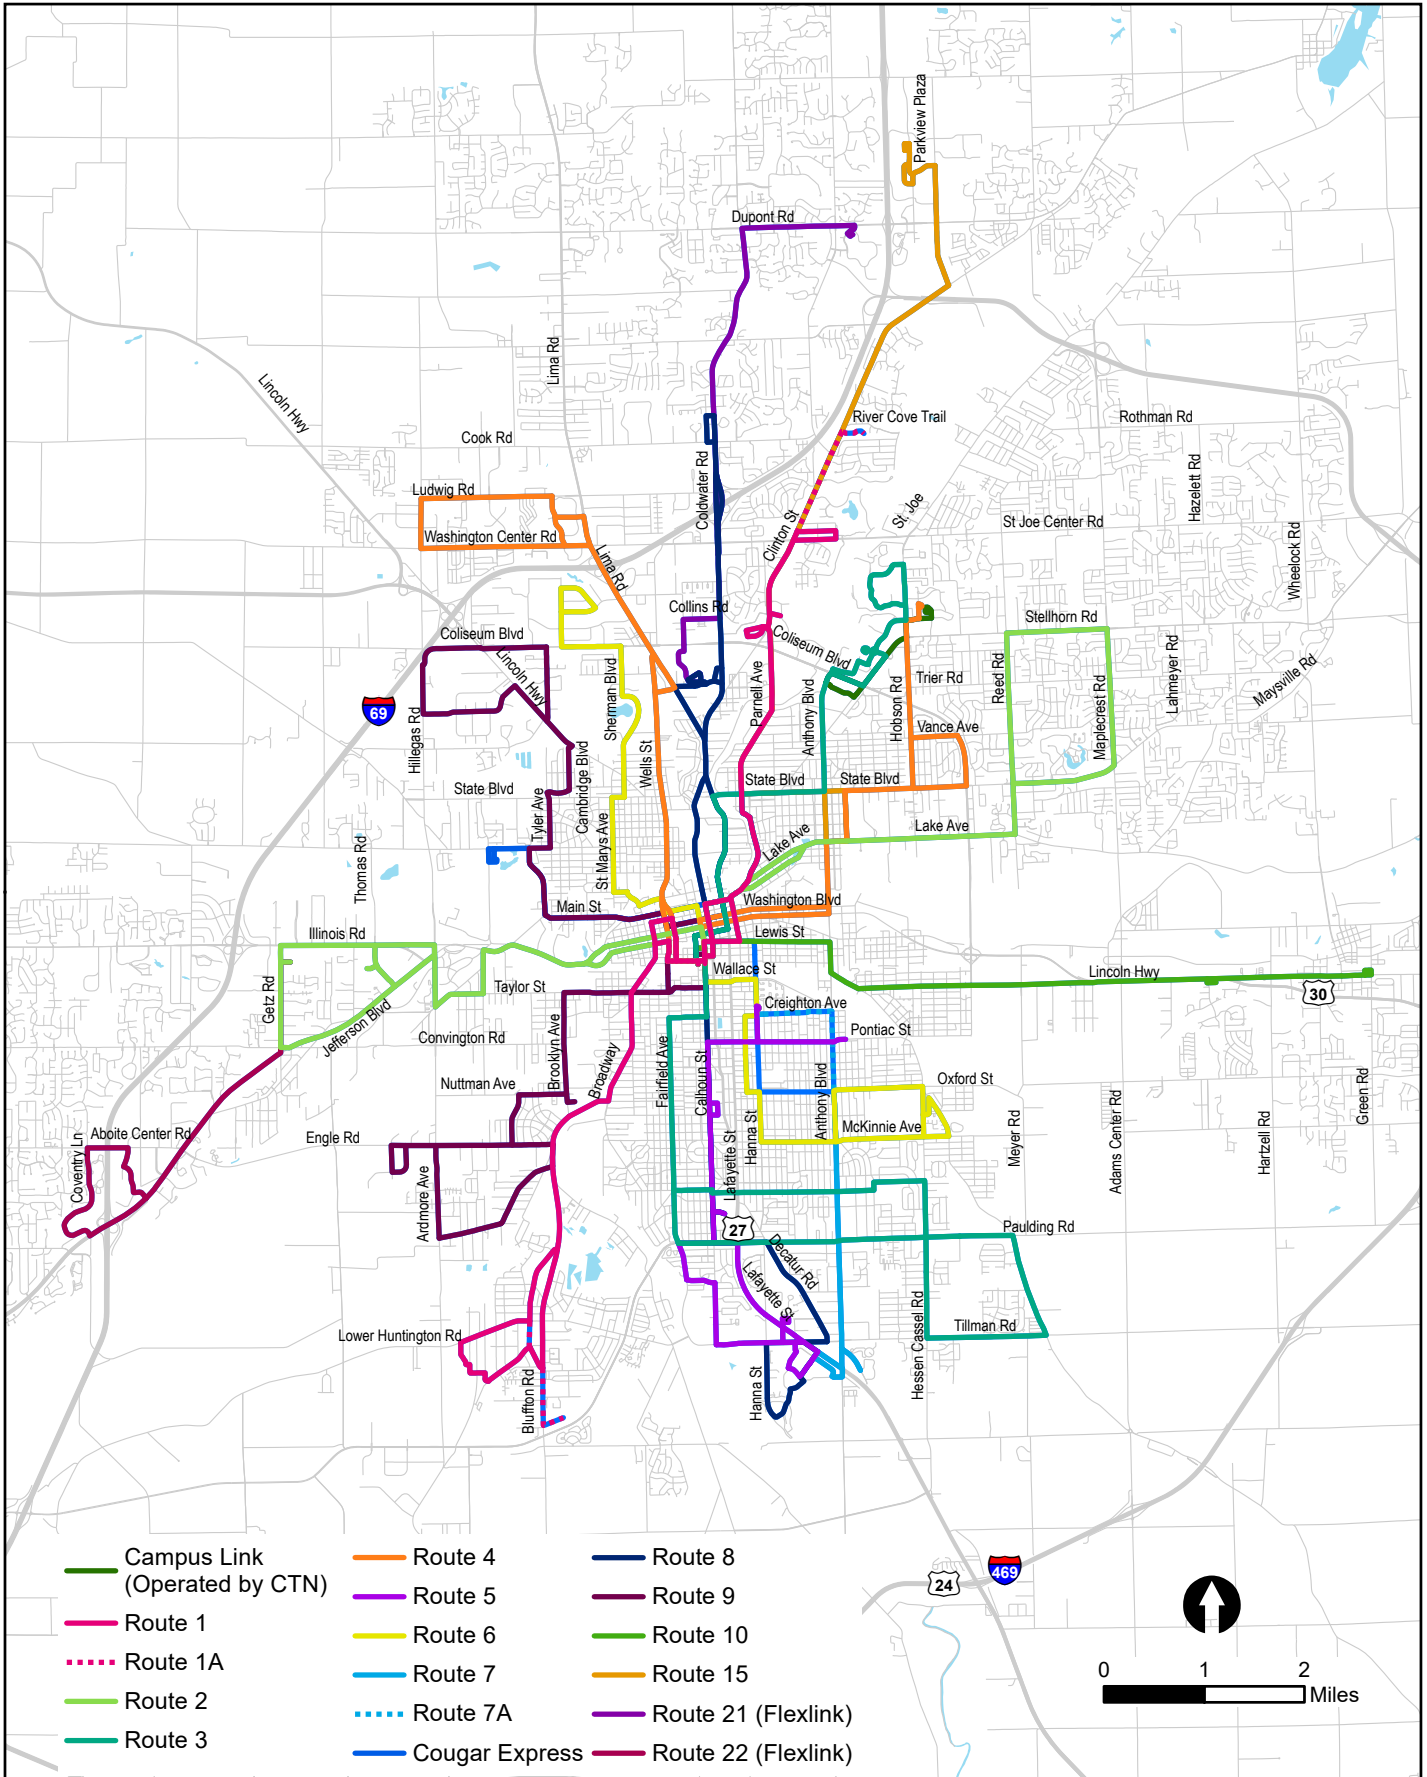 Parkview Plaza
Dupont Rd
Lima Rd
Lincoln Hwy
River Cove Trail
Rothman Rd
Cook Rd
Coldwater Rd
Hazelett Rd
Ludwig Rd
St. Joe
St Joe Center Rd
Clinton St
Washington Center Rd
Wheelock Rd
Lima Rd
Collins Rd
Stellhorn Rd
Coliseum Blvd
Coliseum Blvd
Lincoln Hwy
Sherman Blvd
Parnell Ave
Anthony Blvd
Hobson Rd
Trier Rd
Reed Rd
Maplecrest Rd
Lahmeyer Rd
Maysville Rd
69
Hillegas Rd
Vance Ave
Wells St
Cambridge Blvd
State Blvd
State Blvd
State Blvd
Tyler Ave
Lake Ave
Lake Ave
St Marys Ave
Thomas Rd
Main St
Washington Blvd
Illinois Rd
Lewis St
Wallace St
Lincoln Hwy
30
Getz Rd
Taylor St
Creighton Ave
Jefferson Blvd
Convington Rd
Brooklyn Ave
Pontiac St
Broadway
Fairfield Ave
Calhoun St
Anthony Blvd
Nuttman Ave
Oxford St
Green Rd
Aboite Center Rd
Engle Rd
Hanna St
McKinnie Ave
Meyer Rd
Adams Center Rd
Hartzell Rd
Coventry Ln
Ardmore Ave
Lafayette St
27
Paulding Rd
Decatur Rd
Lafayette St
Hessen Cassel Rd
Tillman Rd
Lower Huntington Rd
Bluffton Rd
Hanna St
469
24
Campus Link
(Operated by CTN)
Route 1
Route 1A
Route 2
Route 3
Route 4
Route 5
Route 6
Route 7
Route 7A
Cougar Express
Route 8
Route 9
Route 10
Route 15
Route 21 (Flexlink)
Route 22 (Flexlink)
0 1 2
Miles